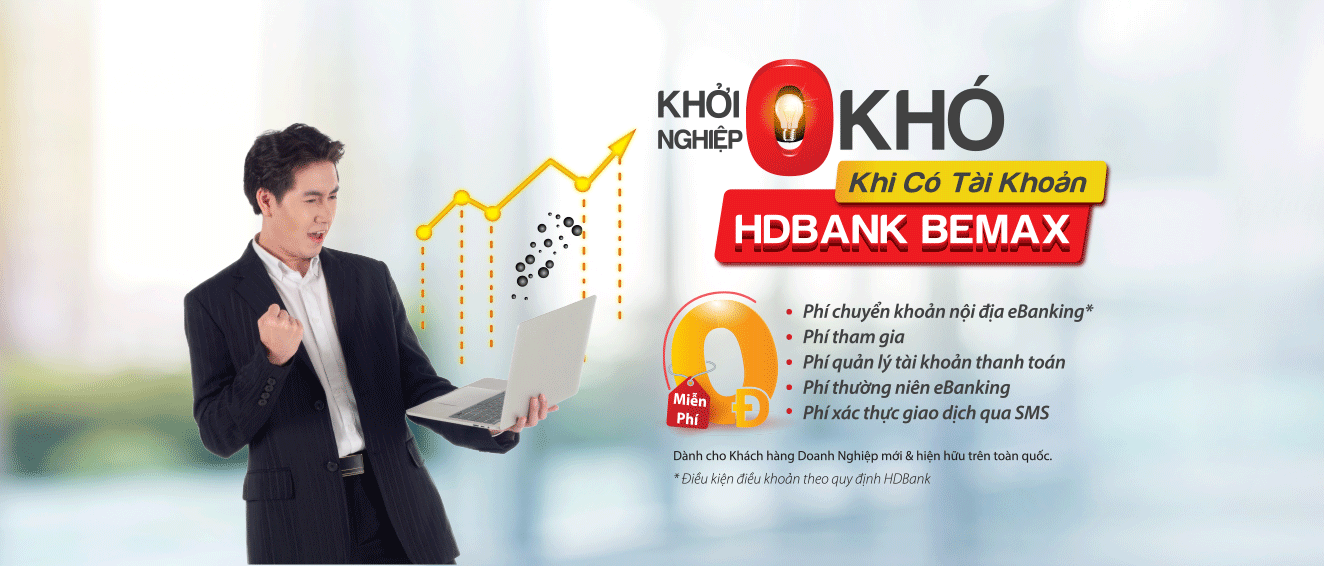 KHỞI
NGHIỆP
0 KHÓ
Khi Có Tài Khoản
HDBANK BEMAX
0Đ
Miễn
Phí
• Phí chuyển khoản nội địa eBanking*
• Phí tham gia
• Phí quản lý tài khoản thanh toán
• Phí thường niên eBanking
• Phí xác thực giao dịch qua SMS
Dành cho Khách hàng Doanh Nghiệp mới & hiện hữu trên toàn quốc.
* Điều kiện điều khoản theo quy định HDBank